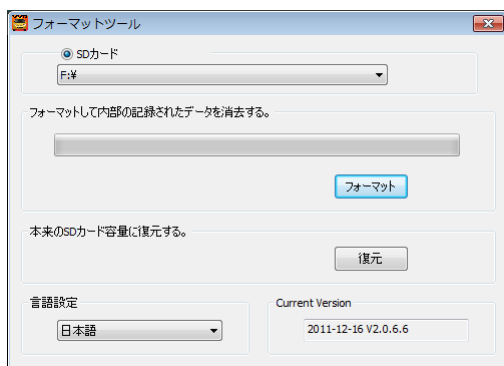 フォーマットツール
SDカード
F:¥
フォーマットして内部の記録されたデータを消去する。
フォーマット
本来のSDカード容量に復元する。
復元
言語設定
日本語
Current Version
2011-12-16 V2.0.6.6